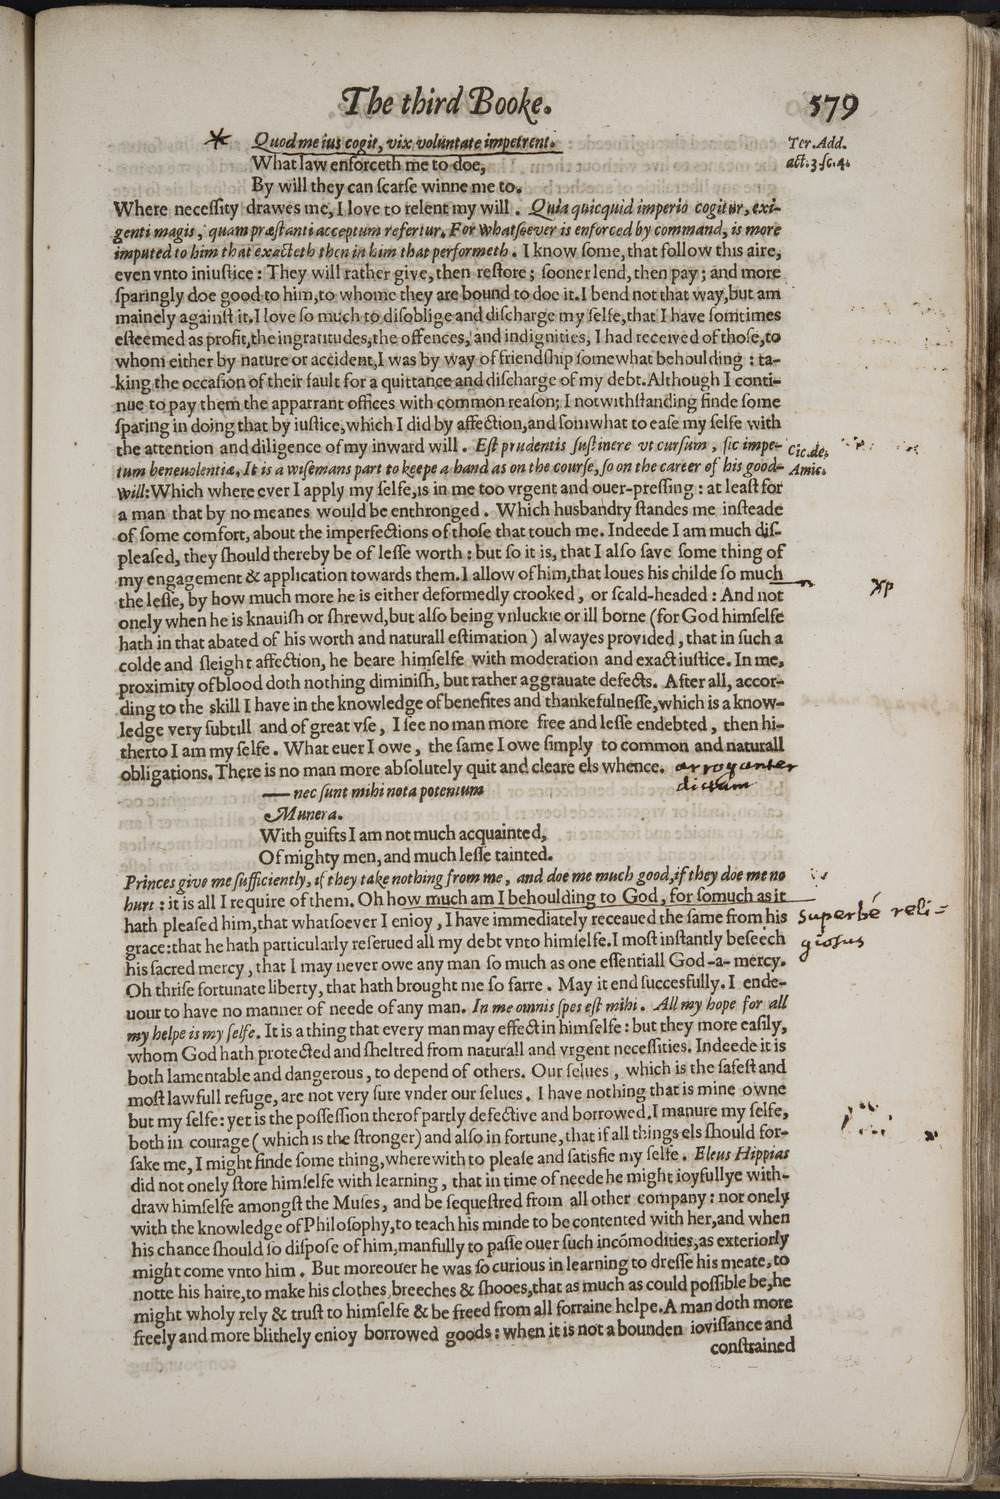 The third Booke. 579
* Quod me ius cogit, vix voluntate impetrent. Ter. Add.
What law enforceth me to doe, act. 3. sc. 4.
By will they can scarſe winne me to.
Where neceſſity drawes me, I love to relent my will. Quia quicquid imperio cogitur, exi-
genti magis, quam præſtanti acceptum refertur. For whatſoever is enforced by command, is more
imputed to him that exacteth then in him that performeth. I know ſome, that follow this aire,
even vnto iniuſtice: They will rather give, then reſtore; ſooner lend, then pay; and more
ſparingly doe good to him, to whome they are bound to doe it. I bend not that way, but am
mainely againſt it. I love ſo much to diſoblige and diſcharge my ſelfe, that I have ſomtimes
eſteemed as profit, the ingratitudes, the offences, and indignities, I had received of thoſe, to
whom either by nature or accident, I was by way of friendſhip ſomewhat behoulding: ta-
king the occaſion of their fault for a quittance and diſcharge of my debt. Although I conti-
nue to pay them the apparrant offices with common reaſon; I notwithſtanding finde ſome
ſparing in doing that by iuſtice, which I did by affection, and ſomwhat to eaſe my ſelfe with
the attention and diligence of my inward will. Eſt prudentis ſuſtinere vt curſum, ſic impe- Cic. de.
tum beneuolentiæ. It is a wiſemans part to keepe a hand as on the courſe, ſo on the career of his good- Amic.
will: Which where ever I apply my ſelfe, is in me too vrgent and ouer-preſſing: at leaſt for
a man that by no meanes would be enthronged. Which husbandry ſtandes me inſteade
of ſome comfort, about the imperfections of thoſe that touch me. Indeede I am much diſ-
pleaſed, they ſhould thereby be of leſſe worth: but ſo it is, that I alſo ſave ſome thing of
my engagement & application towards them. I allow of him, that loues his childe ſo much
the leſſe, by how much more he is either deformedly crooked, or ſcald-headed: And not
onely when he is knauiſh or ſhrewd, but alſo being vnluckie or ill borne (for God himſelfe
hath in that abated of his worth and naturall eſtimation) alwayes provided, that in ſuch a
colde and ſleight affection, he beare himſelfe with moderation and exact iuſtice. In me,
proximity of blood doth nothing diminiſh, but rather aggrauate defects. After all, accor-
ding to the skill I have in the knowledge of benefites and thankefulneſſe, which is a know-
ledge very ſubtill and of great vſe, I ſee no man more free and leſſe endebted, then hi-
therto I am my ſelfe. What euer I owe, the ſame I owe ſimply to common and naturall
obligations. There is no man more abſolutely quit and cleare els whence. arroganter
dictum
— nec ſunt mihi nota potentum
Munera.
With guifts I am not much acquainted,
Of mighty men, and much leſſe tainted.
Princes give me ſufficiently, if they take nothing from me, and doe me much good, if they doe me no
hurt: it is all I require of them. Oh how much am I behoulding to God, for ſomuch as it
hath pleaſed him, that whatſoever I enioy, I have immediately receaued the ſame from his Superbé reli=
grace: that he hath particularly reſerued all my debt vnto himſelfe. I moſt inſtantly beſeech giosus
his ſacred mercy, that I may never owe any man ſo much as one eſſentiall God-a-mercy.
Oh thriſe fortunate liberty, that hath brought me ſo farre. May it end ſuccesfully. I ende-
uour to have no manner of neede of any man. In me omnis ſpes eſt mihi. All my hope for all
my helpe is my ſelfe. It is a thing that every man may effect in himſelfe: but they more eaſily,
whom God hath protected and ſheltred from naturall and vrgent neceſſities. Indeede it is
both lamentable and dangerous, to depend of others. Our ſelues, which is the ſafeſt and
moſt lawfull refuge, are not very ſure vnder our ſelues. I have nothing that is mine owne
but my ſelfe: yet is the poſſeſſion therof partly defective and borrowed. I manure my ſelfe,
both in courage (which is the ſtronger) and alſo in fortune, that if all things els ſhould for-
ſake me, I might finde ſome thing, wherewith to pleaſe and ſatisfie my ſelfe. Eleus Hippias
did not onely ſtore himſelfe with learning, that in time of neede he might ioyfullye with-
draw himſelfe amongſt the Muſes, and be ſequeſtred from all other company: nor onely
with the knowledge of Philoſophy, to teach his minde to be contented with her, and when
his chance ſhould ſo diſpoſe of him, manfully to paſſe ouer ſuch incõmodities, as exteriorly
might come vnto him. But moreouer he was ſo curious in learning to dreſſe his meate, to
notte his haire, to make his clothes, breeches & ſhooes, that as much as could poſſible be, he
might wholy rely & truſt to himſelfe & be freed from all forraine helpe. A man doth more
freely and more blithely enioy borrowed goods: when it is not a bounden ioviſſance and
conſtrained